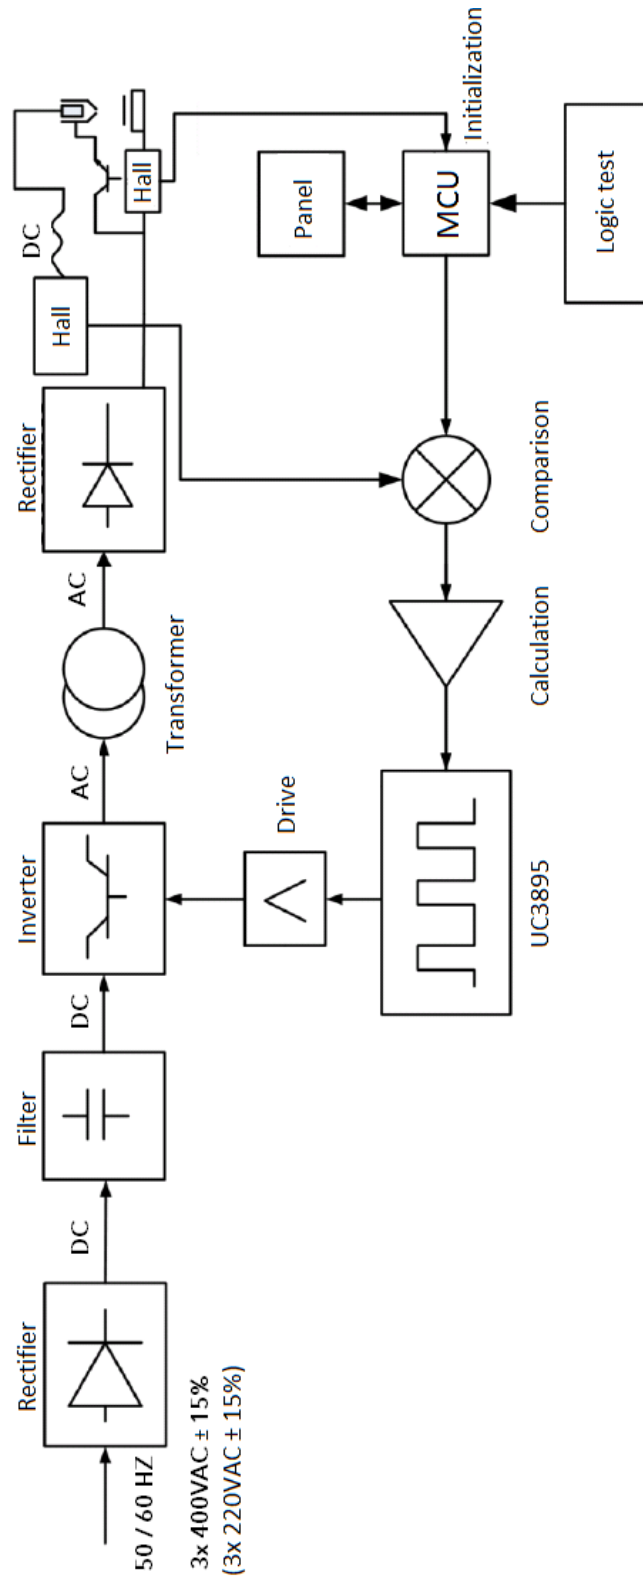 Rectifier
50 / 60 HZ
3x 400VAC ± 15%
(3x 220VAC ± 15%)
DC
Filter
DC
Inverter
AC
Transformer
AC
Rectifier
Hall
DC
Hall
Drive
UC3895
Calculation
Comparison
Panel
MCU
Initialization
Logic test